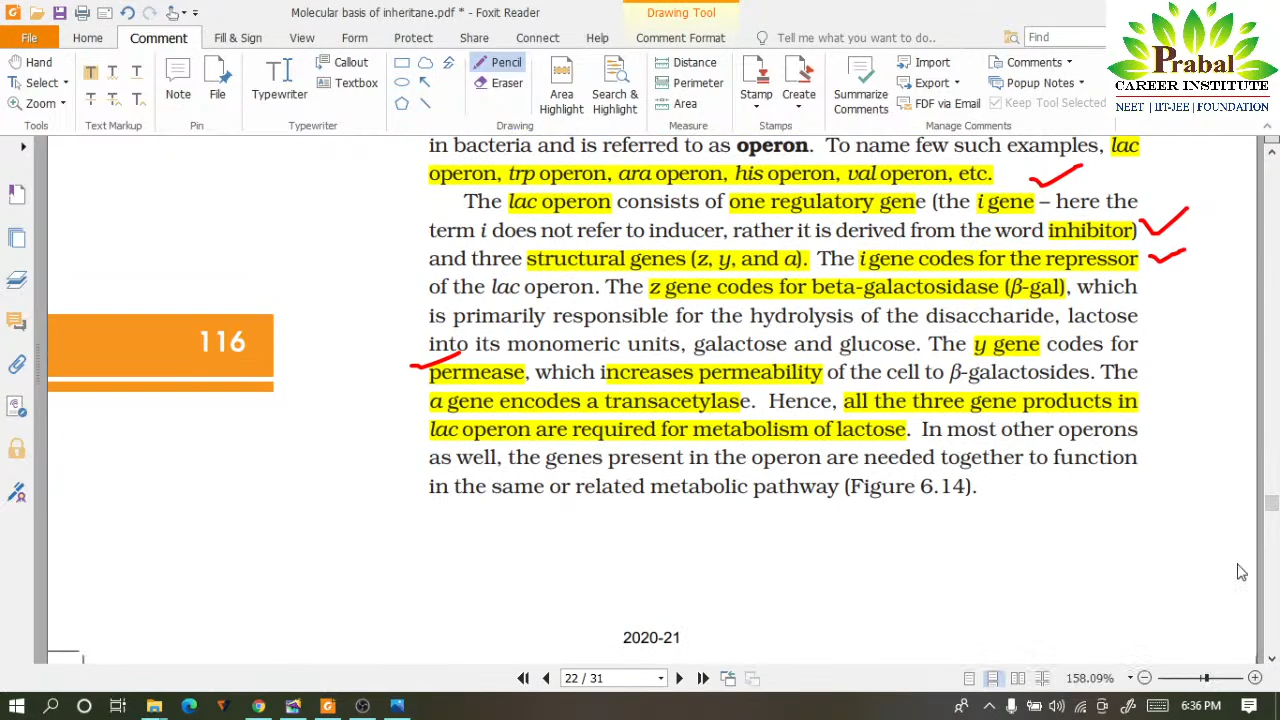 Molecular basis of inheritane.pdf * - Foxit Reader
Drawing Tool
File
Home
Comment
Fill & Sign
View
Form
Protect
Share
Connect
Help
Comment Format
Tell me what you want to do..
Find
Hand
Select
Zoom
Tools
Text Markup
Note
File
Pin
Typewriter
Callout
Textbox
Typewriter
Pencil
Eraser
Drawing
Area Highlight
Search & Highlight
Distance
Perimeter
Area
Measure
Stamp
Create
Stamps
Summarize Comments
Import
Export
FDF via Email
Comments
Popup Notes
Keep Tool Selected
Manage Comments
Prabal
CAREER INSTITUTE
NEET | IIT-JEE | FOUNDATION
in bacteria and is referred to as operon. To name few such examples, lac
operon, trp operon, ara operon, his operon, val operon, etc.
The lac operon consists of one regulatory gene (the i gene – here the
term i does not refer to inducer, rather it is derived from the word inhibitor)
and three structural genes (z, y, and a). The i gene codes for the repressor
of the lac operon. The z gene codes for beta-galactosidase (β-gal), which
is primarily responsible for the hydrolysis of the disaccharide, lactose
into its monomeric units, galactose and glucose. The y gene codes for
permease, which increases permeability of the cell to β-galactosides. The
a gene encodes a transacetylase. Hence, all the three gene products in
lac operon are required for metabolism of lactose. In most other operons
as well, the genes present in the operon are needed together to function
in the same or related metabolic pathway (Figure 6.14).
116
2020-21
22 / 31
158.09%
6:36 PM